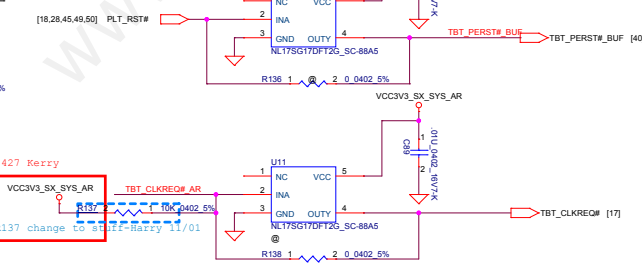 NC
VCC
[18,28,45,49,50] PLT_RST#
2 INA
3 GND OUTY 4
NL17SG17DFT2G_SC-88A5
TBT_PERST#_BUF
TBT_PERST#_BUF [40
R136 1 @ 2 0_0402_5%
VCC3V3_SX_SYS_AR
427 Kerry
U11
1 NC VCC 5
2 INA
3 GND OUTY 4
NL17SG17DFT2G_SC-88A5
@
1
C89
.01U_0402_16V7-K
2
VCC3V3_SX_SYS_AR
TBT_CLKREQ#_AR
R137 2 1 10K_0402_5%
R137 change to stuff-Harry 11/01
TBT_CLKREQ# [17]
R138 1 2 0_0402_5%